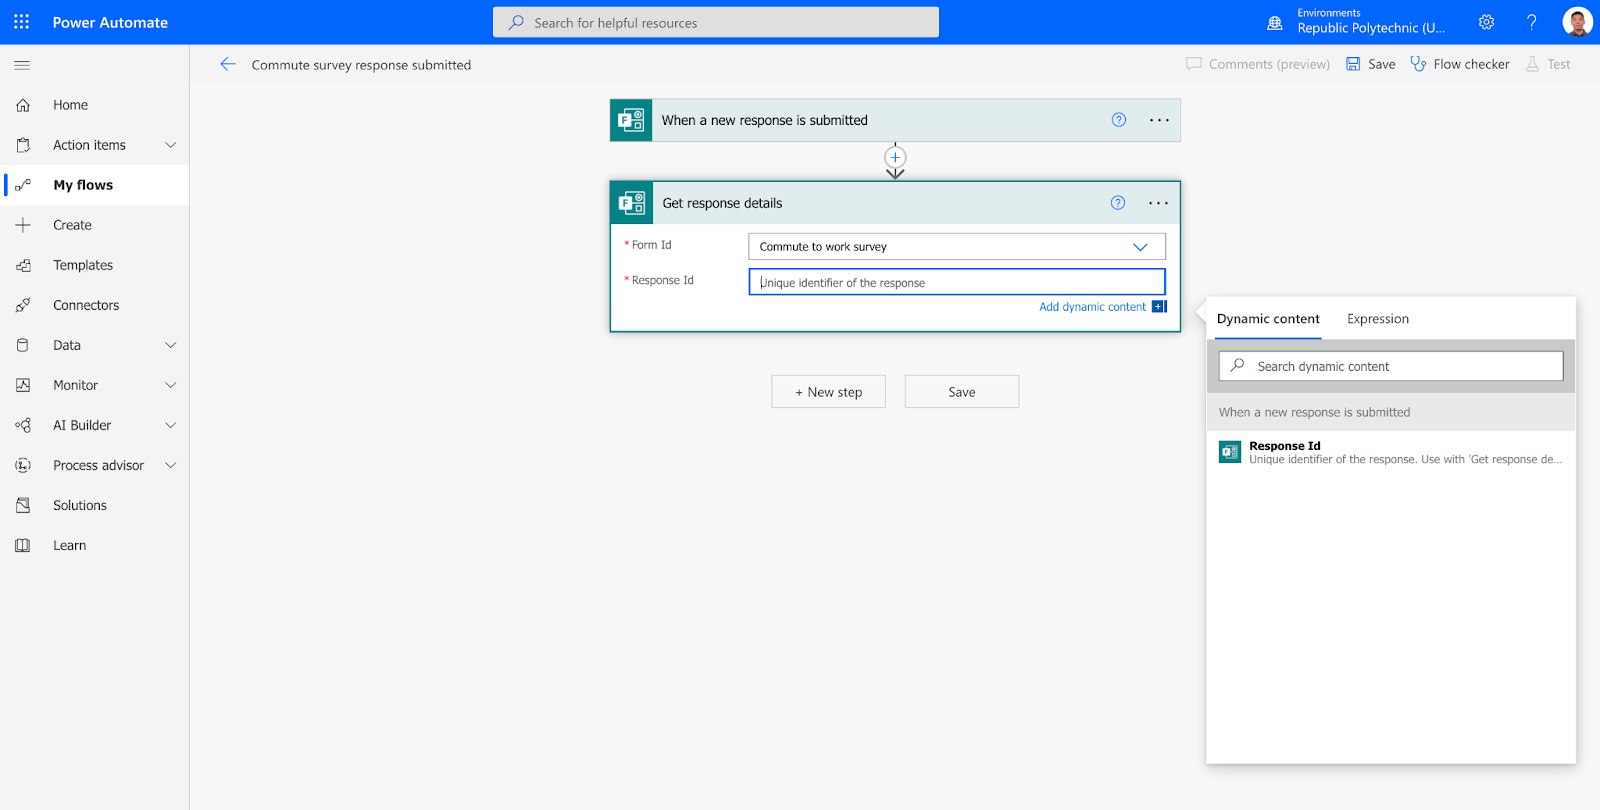 Power Automate
Search for helpful resources
Environments
Republic Polytechnic (U...
?
Commute survey response submitted
Comments (preview)
Save
Flow checker
Test
Home
Action items
My flows
Create
Templates
Connectors
Data
Monitor
AI Builder
Process advisor
Solutions
Learn
F
When a new response is submitted
?
...
F
Get response details
?
...
* Form Id
Commute to work survey
* Response Id
Unique identifier of the response
Add dynamic content
+ New step
Save
Dynamic content
Expression
Search dynamic content
When a new response is submitted
F
Response Id
Unique identifier of the response. Use with 'Get response de...